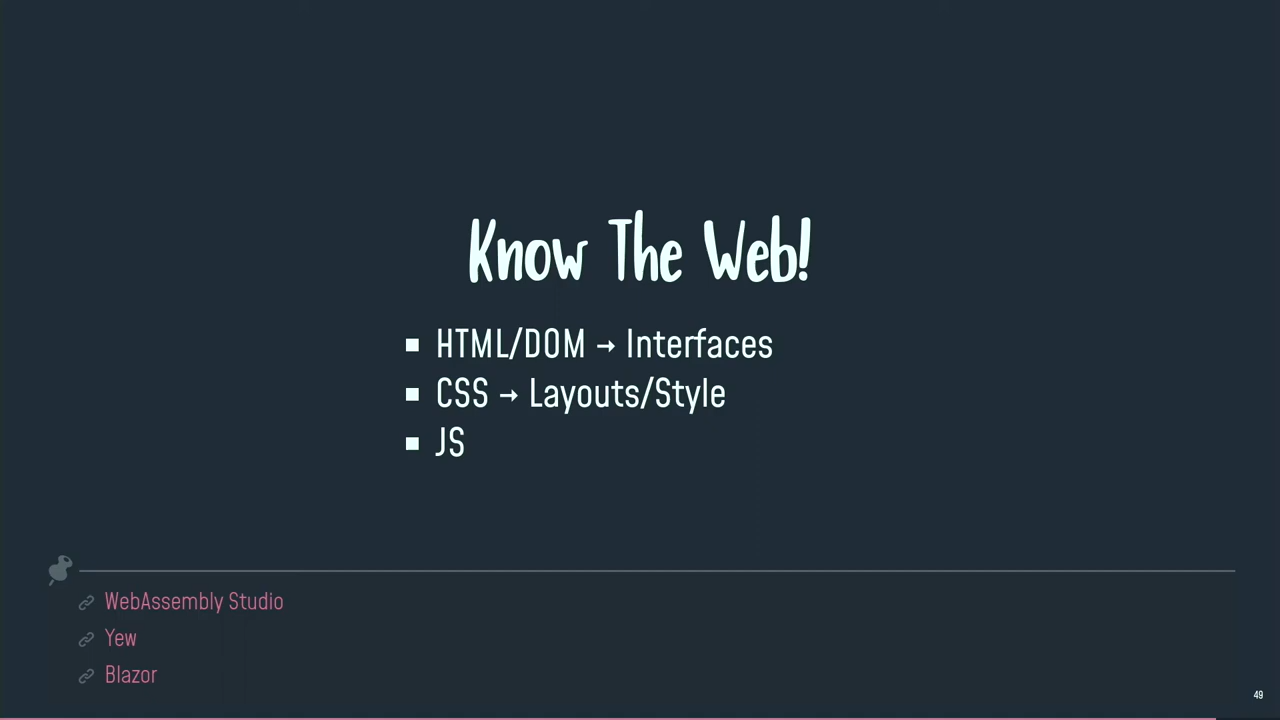 Know The Web!
HTML/DOM → Interfaces
CSS → Layouts/Style
JS
WebAssembly Studio
Yew
Blazor
49